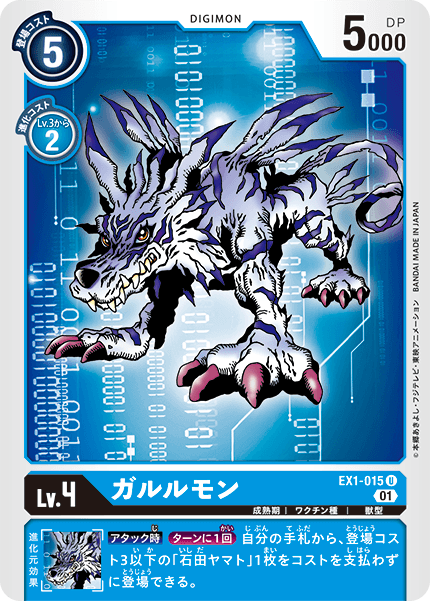 DIGIMON
登場コスト
5
DP
5000
進化コスト
Lv.3から
2
©本郷あきよし・フジテレビ・東映アニメーション BANDAI MADE IN JAPAN
EX1-015 U
01
Lv.4
ガルルモン
成熟期 | ワクチン種 | 獣型
進化元効果
アタック時 ターンに1回 自分の手札から、登場コス
ト3以下の「石田ヤマト」1枚をコストを支払わず
に登場できる。